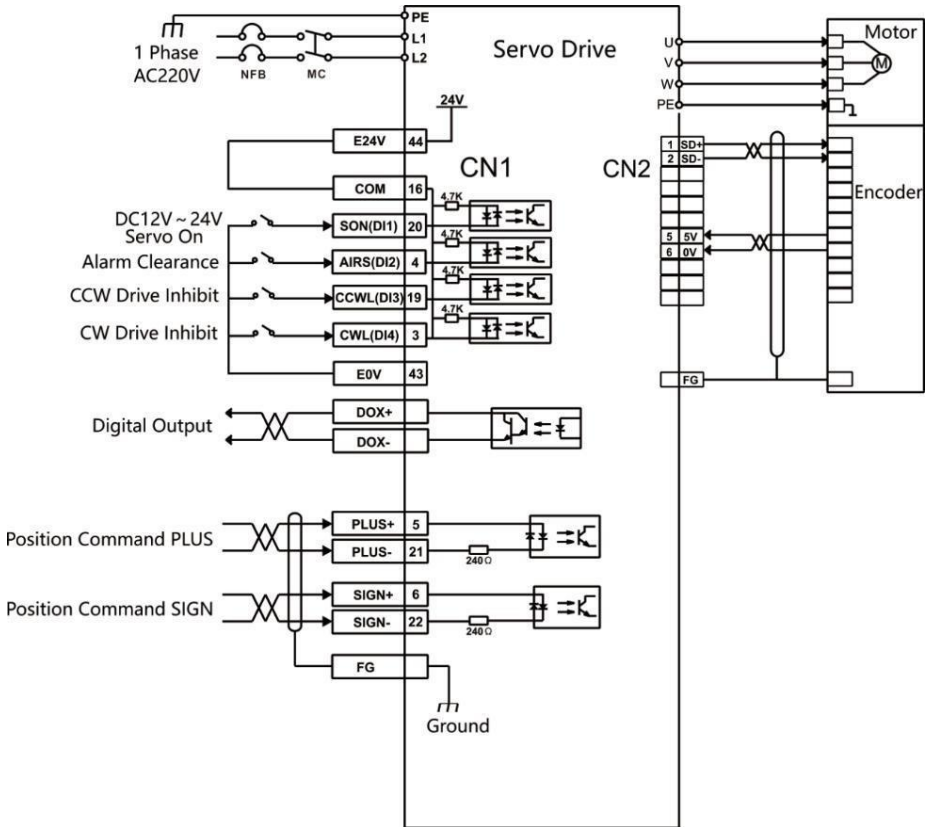 PE
L1
L2
1 Phase
AC220V
NFB
MC
Servo Drive
U
V
W
PE
Motor
M
24V
E24V 44
CN1
COM 16
4.7K
DC12V~24V
Servo On
SON(DI1) 20
4.7K
Alarm Clearance
AIRS(DI2) 4
4.7K
CCW Drive Inhibit
CCWL(DI3) 19
4.7K
CW Drive Inhibit
CWL(DI4) 3
E0V 43
CN2
1 SD+
2 SD-
5 5V
6 0V
FG
Encoder
Digital Output
DOX+
DOX-
Position Command PLUS
PLUS+ 5
PLUS- 21
240Ω
Position Command SIGN
SIGN+ 6
SIGN- 22
240Ω
FG
Ground